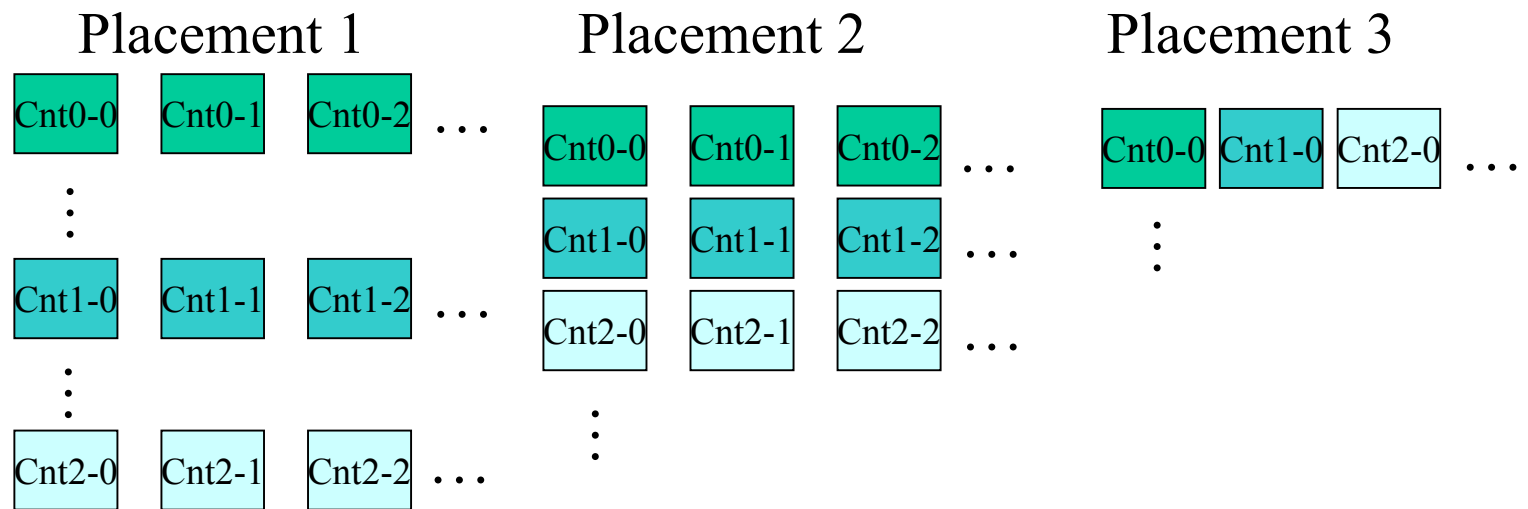 Placement 1
Cnt0-0 Cnt0-1 Cnt0-2 ...
⋮
Cnt1-0 Cnt1-1 Cnt1-2 ...
⋮
Cnt2-0 Cnt2-1 Cnt2-2 ...
Placement 2
Cnt0-0 Cnt0-1 Cnt0-2 ...
Cnt1-0 Cnt1-1 Cnt1-2 ...
Cnt2-0 Cnt2-1 Cnt2-2 ...
⋮
Placement 3
Cnt0-0 Cnt1-0 Cnt2-0 ...
⋮